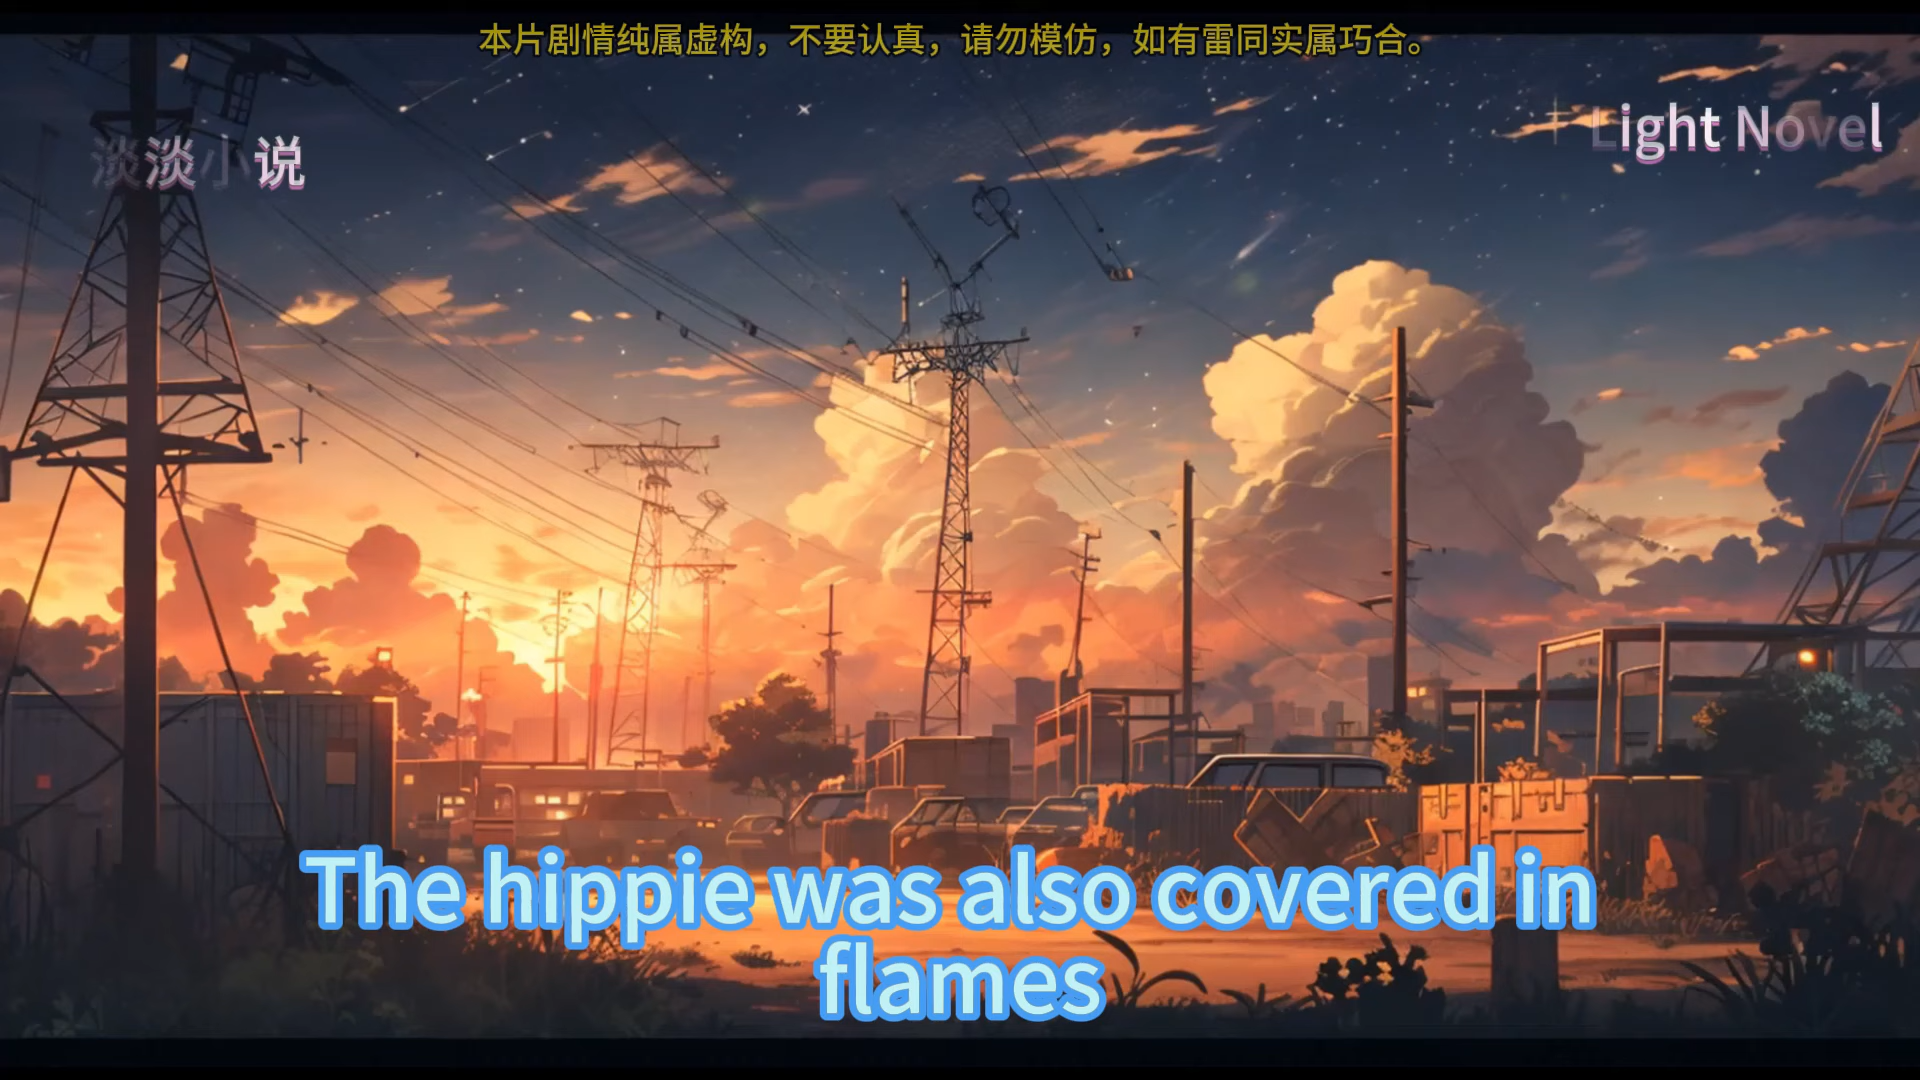 本片剧情纯属虚构，不要认真，请勿模仿，如有雷同实属巧合。
淡淡小说
Light Novel
The hippie was also covered in
flames